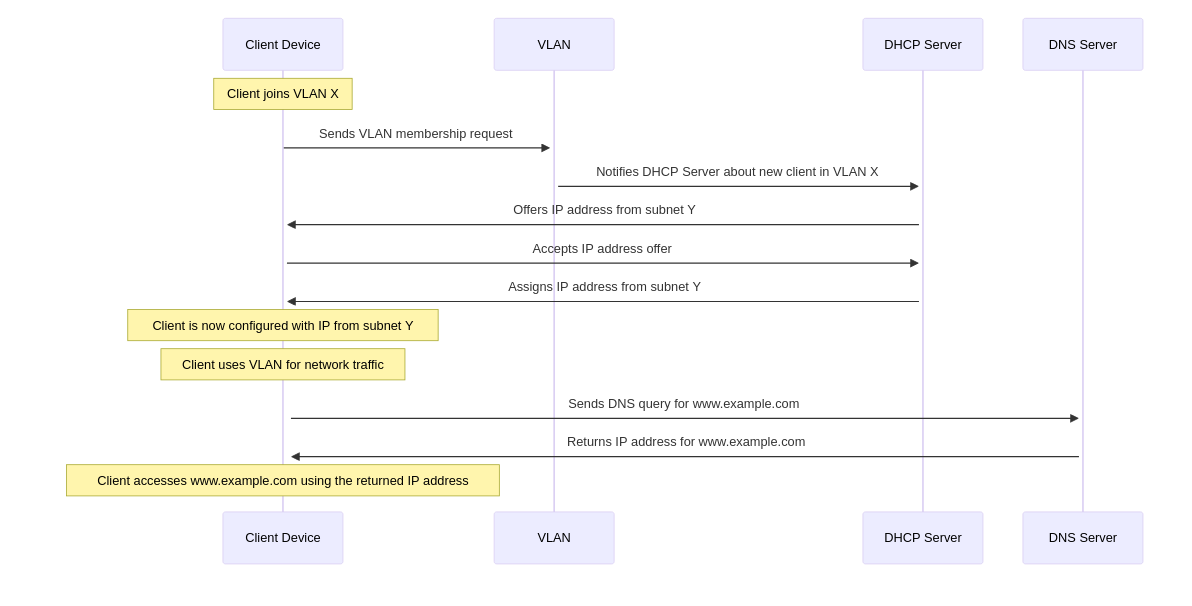 Client Device
VLAN
DHCP Server
DNS Server
Client joins VLAN X
Sends VLAN membership request
Notifies DHCP Server about new client in VLAN X
Offers IP address from subnet Y
Accepts IP address offer
Assigns IP address from subnet Y
Client is now configured with IP from subnet Y
Client uses VLAN for network traffic
Sends DNS query for www.example.com
Returns IP address for www.example.com
Client accesses www.example.com using the returned IP address
Client Device
VLAN
DHCP Server
DNS Server